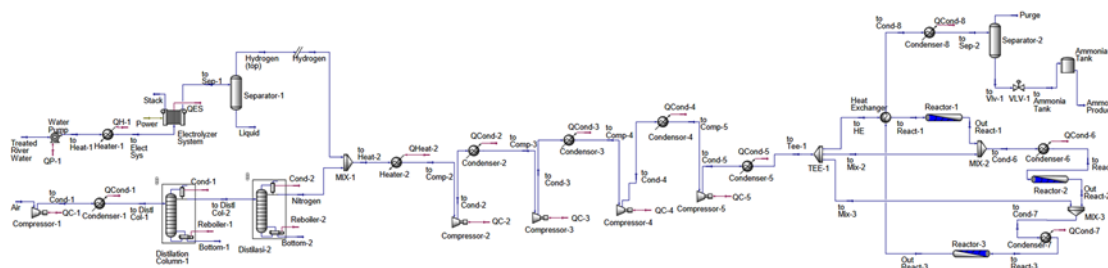 to
Cond-8
QCond-8
Condenser-8
to
Sep-2
Purge
Separator-2
to
Vlv-1
VLV-1
to
Ammonia
Tank
Ammonia
Tank
Hydrogen
(top)
Hydrogen
to
Sep-1
Separator-1
Liquid
Stack
QES
Power
Electrolyzer
System
Water
Pump
Treated
River
Water
QP-1
to
Heat-1
QH-1
Heater-1
to
Elect
Sys
to
Heat-2
MIX-1
QHeat-2
Heater-2
to
Comp-2
QCond-2
Condenser-2
to
Cond-2
QC-2
Compressor-2
to
Comp-3
QCond-3
Condenser-3
to
Cond-3
QC-3
Compressor-3
to
Comp-4
QCond-4
Condenser-4
to
Cond-4
QC-4
Compressor-4
to
Comp-5
to
Cond-5
QC-5
Compressor-5
QCond-5
Condenser-5
to
Tee-1
TEE-1
to
HE
Heat
Exchanger
to
React-1
Reactor-1
Out
React-1
to
Mix-2
MIX-2
to
Cond-6
QCond-6
Condenser-6
to
Reactor-2
Out
to
Mix-3
MIX-3
to
Cond-7
QCond-7
Condenser-7
to
React-3
Reactor-3
Out
React-3
Air
to
Cond-1
QC-1
Compressor-1
QCond-1
Condenser-1
to
Distl
Col-1
Cond-1
Reboiler-1
Bottom-1
Distilation
Column-1
to
Distl
Col-2
Cond-2
Nitrogen
Reboiler-2
Bottom-2
Distilasi-2